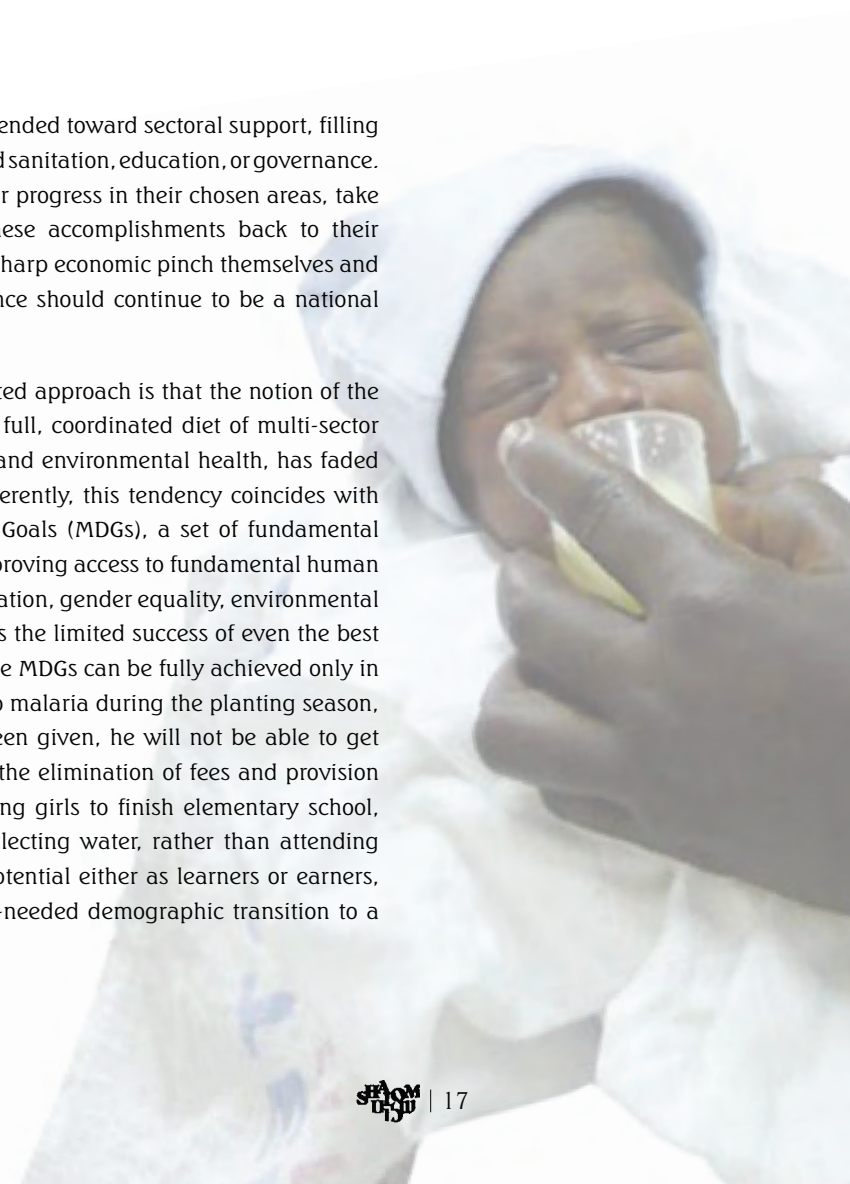 ended toward sectoral support, filling
d sanitation, education, or governance.
r progress in their chosen areas, take
ese accomplishments back to their
harp economic pinch themselves and
nce should continue to be a national
ted approach is that the notion of the
full, coordinated diet of multi-sector
and environmental health, has faded
erently, this tendency coincides with
Goals (MDGs), a set of fundamental
proving access to fundamental human
ation, gender equality, environmental
s the limited success of even the best
e MDGs can be fully achieved only in
o malaria during the planting season,
een given, he will not be able to get
the elimination of fees and provision
ng girls to finish elementary school,
llecting water, rather than attending
otential either as learners or earners,
-needed demographic transition to a
| 17